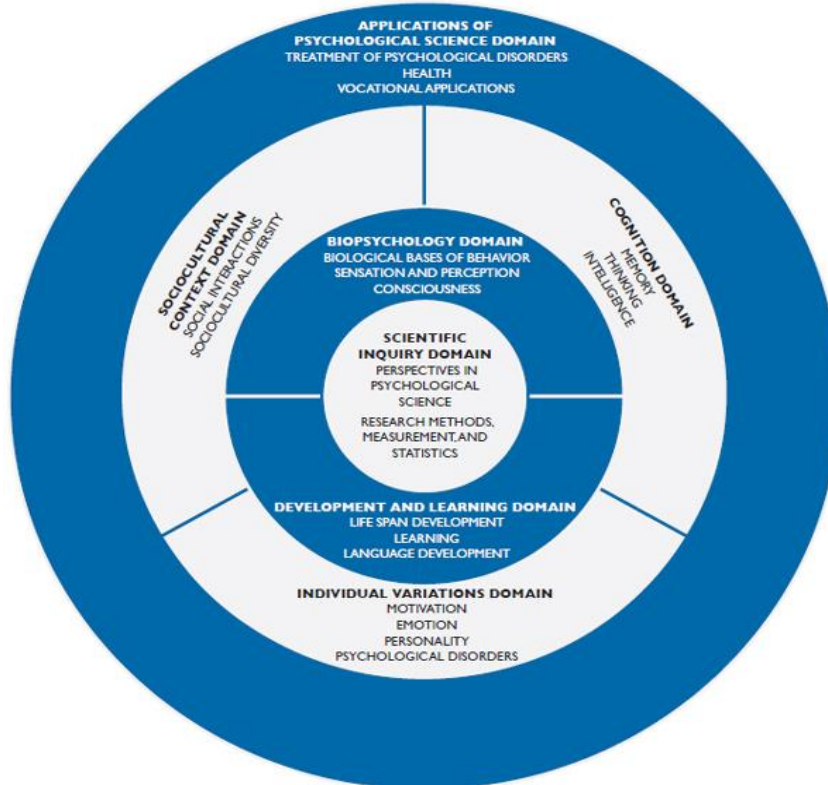 APPLICATIONS OF
PSYCHOLOGICAL SCIENCE DOMAIN
TREATMENT OF PSYCHOLOGICAL DISORDERS
HEALTH
VOCATIONAL APPLICATIONS
SOCIOCULTURAL
CONTEXT DOMAIN
SOCIAL INTERACTIONS
SOCIOCULTURAL DIVERSITY
BIOPSYCHOLOGY DOMAIN
BIOLOGICAL BASES OF BEHAVIOR
SENSATION AND PERCEPTION
CONSCIOUSNESS
COGNITION DOMAIN
MEMORY
THINKING
INTELLIGENCE
SCIENTIFIC
INQUIRY DOMAIN
PERSPECTIVES IN
PSYCHOLOGICAL
SCIENCE
RESEARCH METHODS,
MEASUREMENT, AND
STATISTICS
DEVELOPMENT AND LEARNING DOMAIN
LIFE SPAN DEVELOPMENT
LEARNING
LANGUAGE DEVELOPMENT
INDIVIDUAL VARIATIONS DOMAIN
MOTIVATION
EMOTION
PERSONALITY
PSYCHOLOGICAL DISORDERS